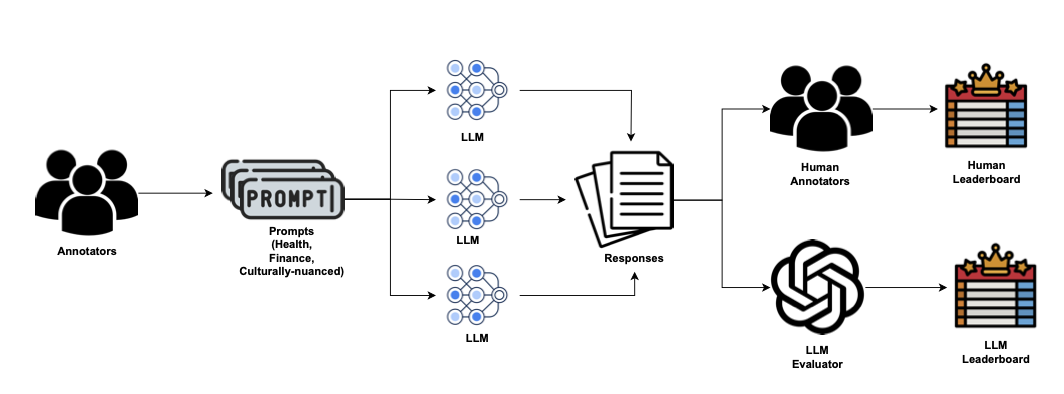 Annotators
PROMPT
Prompts
(Health,
Finance,
Culturally-nuanced)
LLM
LLM
LLM
Responses
Human
Annotators
Human
Leaderboard
LLM
Evaluator
LLM
Leaderboard